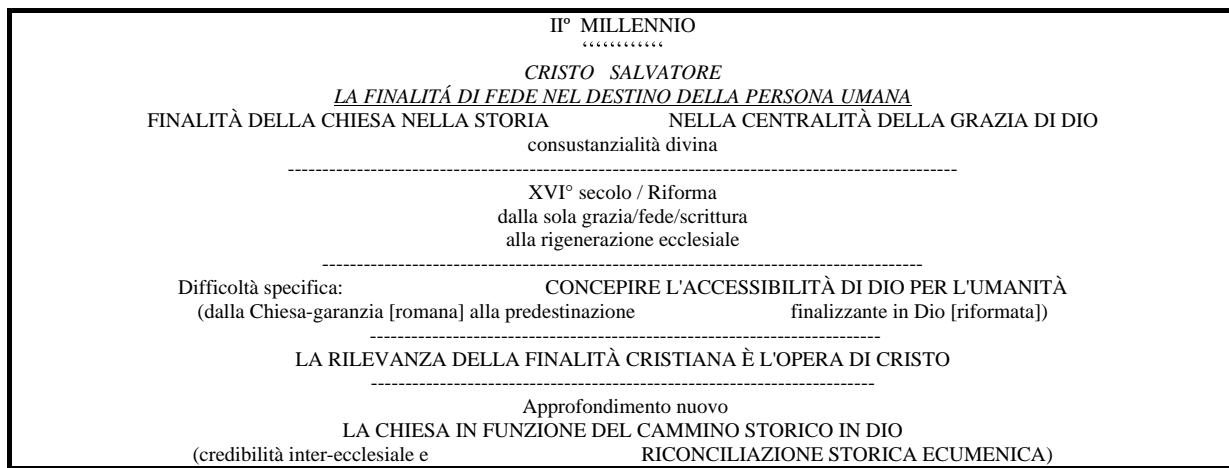 IIº MILLENNIO
“““““““
CRISTO SALVATORE
LA FINALITÁ DI FEDE NEL DESTINO DELLA PERSONA UMANA
FINALITÀ DELLA CHIESA NELLA STORIA NELLA CENTRALITÀ DELLA GRAZIA DI DIO
consustanzialità divina
-------------------------------------------------------------------------------------------------
XVI° secolo / Riforma
dalla sola grazia/fede/scrittura
alla rigenerazione ecclesiale
---------------------------------------------------------------------------------------
Difficoltà specifica: CONCEPIRE L'ACCESSIBILITÀ DI DIO PER L'UMANITÀ
(dalla Chiesa-garanzia [romana] alla predestinazione finalizzante in Dio [riformata])
--------------------------------------------------------------------------
LA RILEVANZA DELLA FINALITÀ CRISTIANA È L'OPERA DI CRISTO
-------------------------------------------------------------------------
Approfondimento nuovo
LA CHIESA IN FUNZIONE DEL CAMMINO STORICO IN DIO
(credibilità inter-ecclesiale e RICONCILIAZIONE STORICA ECUMENICA)